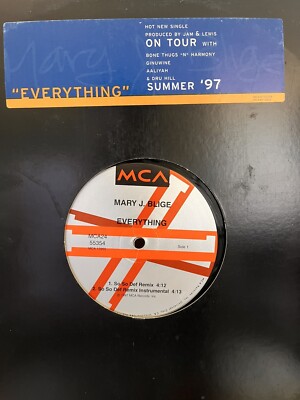 HOT NEW SINGLE
PRODUCED BY JAM & LEWIS
ON TOUR WITH
BONE THUGS "N" HARMONY
GINUWINE
AALIYAH
& DRU HILL
"EVERYTHING"
SUMMER '97
MCA
MARY J. BLIGE
EVERYTHING
MCA24
55354
Side 1
1. So So Def Remix 4:12
2. So So Def Remix Instrumental 4:13